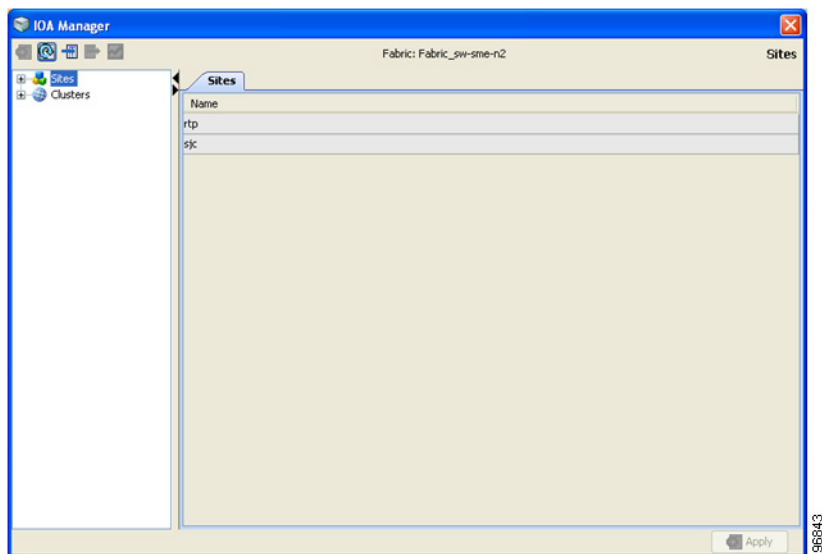 IOA Manager
Fabric: Fabric_sw-sme-n2
Sites
Sites
Clusters
Sites
Name
rtp
sjc
Apply
96843